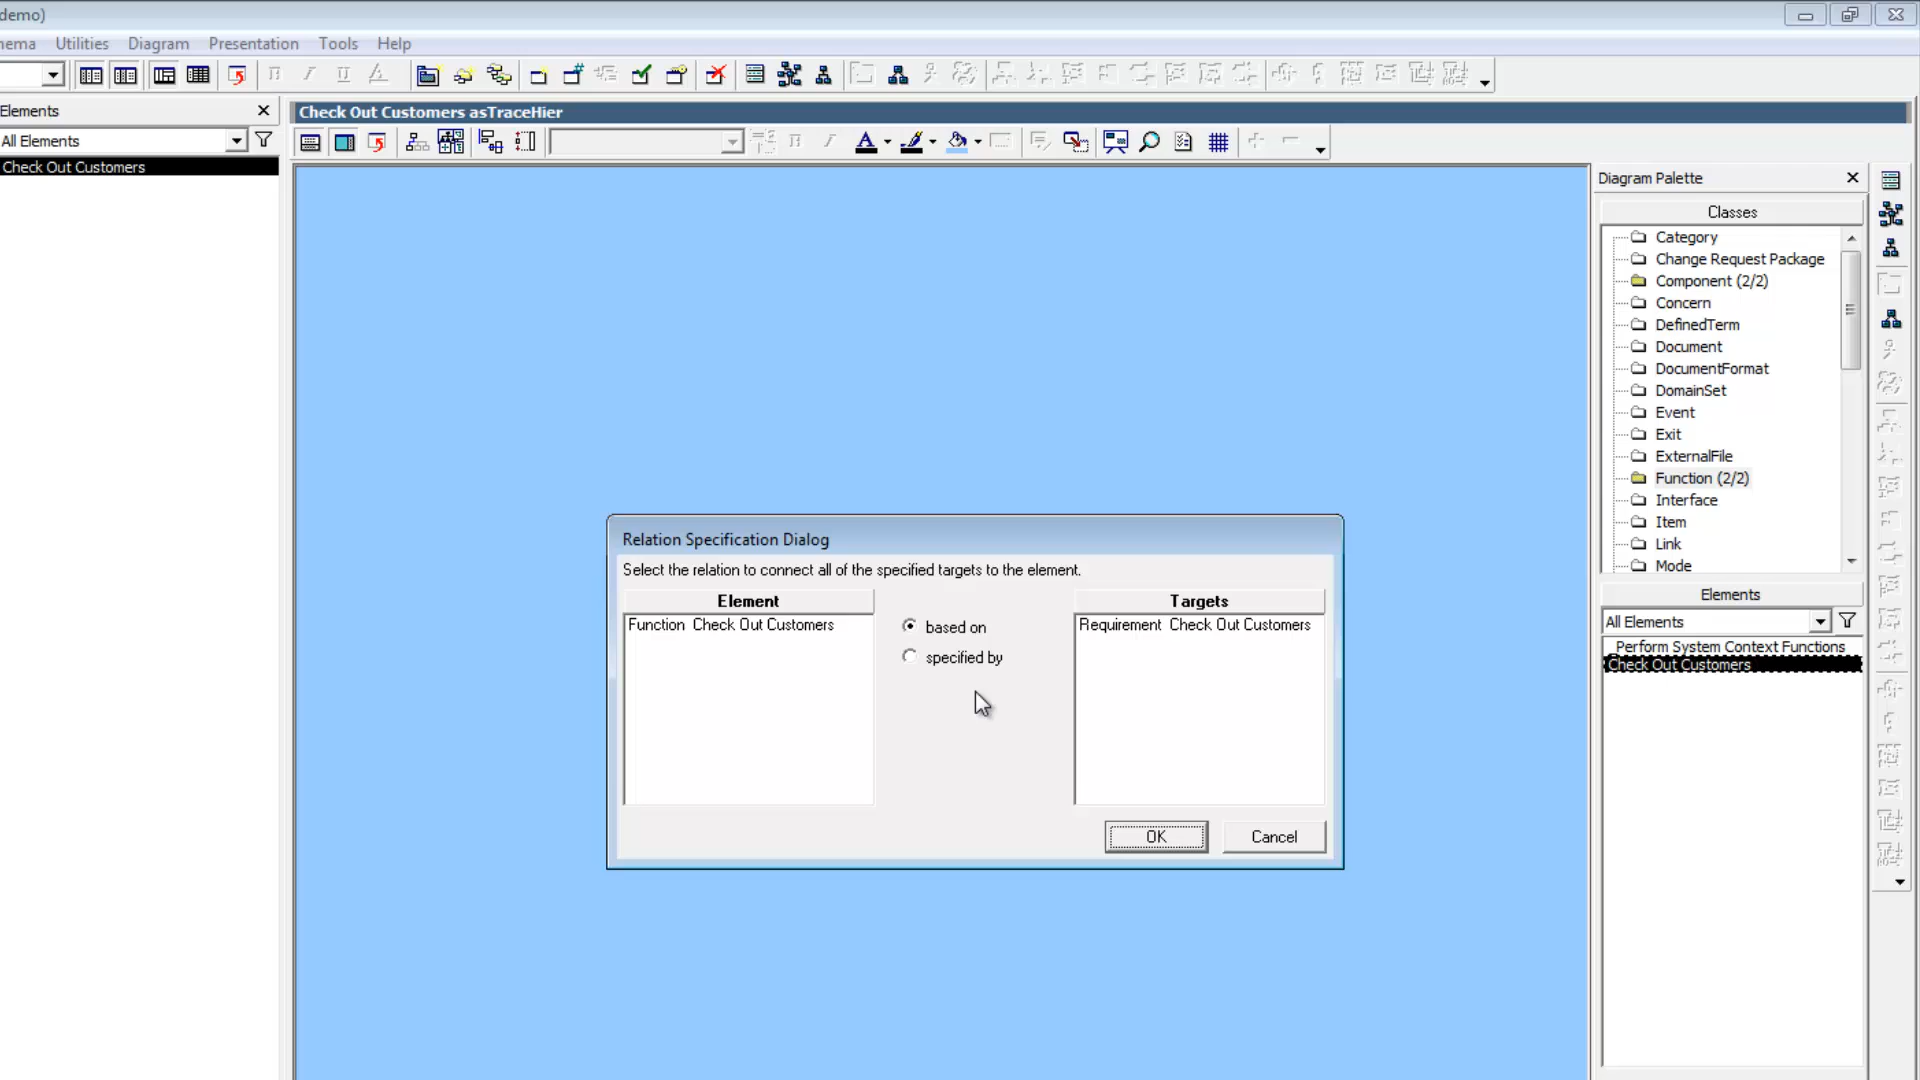 demo)
nema Utilities Diagram Presentation Tools Help
Elements
All Elements
Check Out Customers
Check Out Customers asTraceHier
Diagram Palette
Classes
Category
Change Request Package
Component (2/2)
Concern
DefinedTerm
Document
DocumentFormat
DomainSet
Event
Exit
ExternalFile
Function (2/2)
Interface
Item
Link
Mode
Elements
All Elements
Perform System Context Functions
Check Out Customers
Relation Specification Dialog
Select the relation to connect all of the specified targets to the element.
Element
Function Check Out Customers
based on
specified by
Targets
Requirement Check Out Customers
OK Cancel